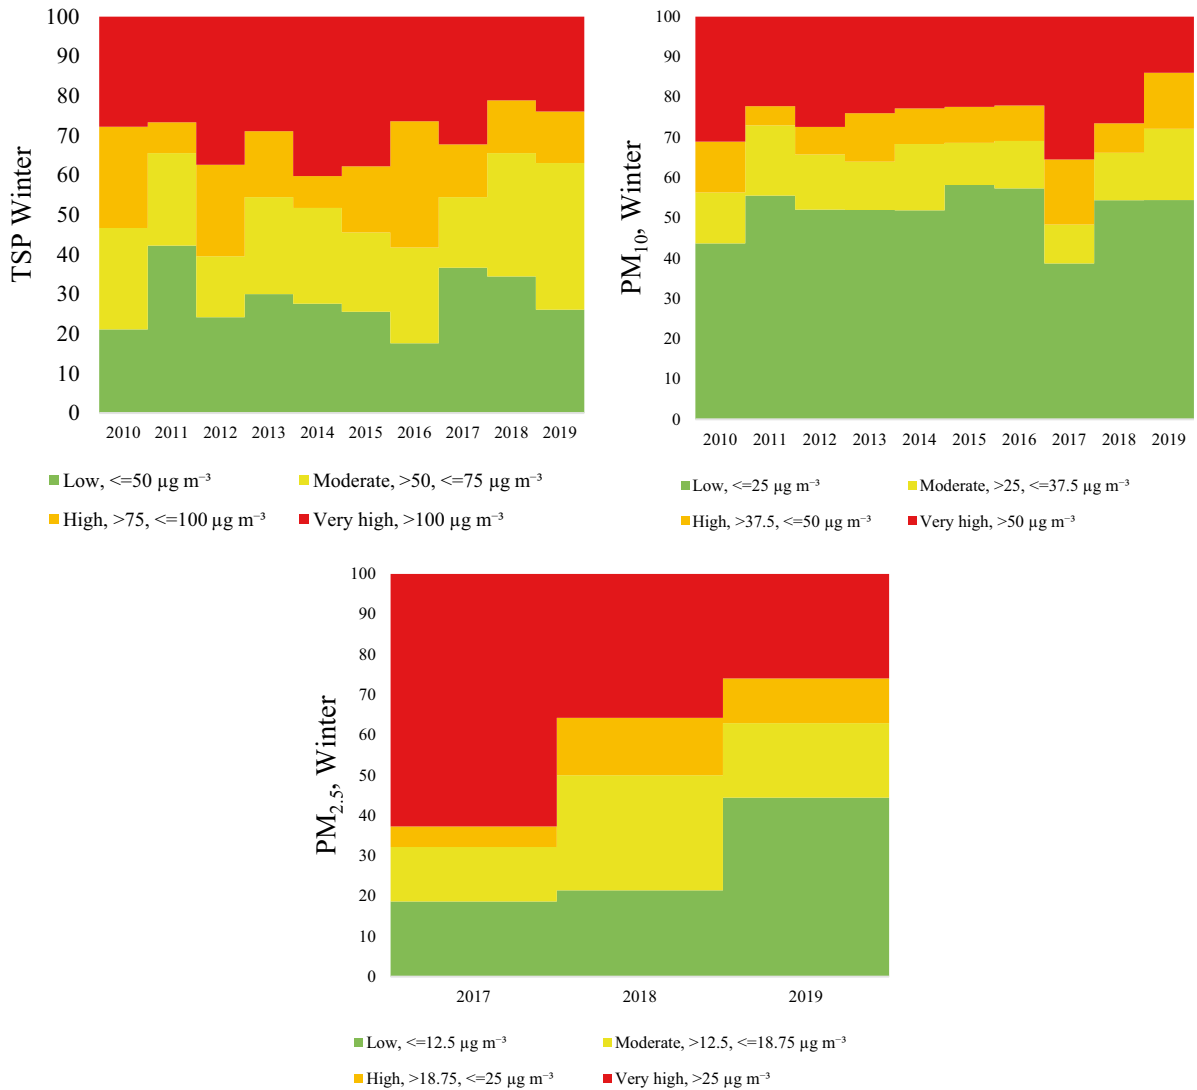 TSP Winter
100
90
80
70
60
50
40
30
20
10
0
2010 2011 2012 2013 2014 2015 2016 2017 2018 2019
Low, <=50 µg m⁻³ Moderate, >50, <=75 µg m⁻³
High, >75, <=100 µg m⁻³ Very high, >100 µg m⁻³
PM₁₀, Winter
100
90
80
70
60
50
40
30
20
10
0
2010 2011 2012 2013 2014 2015 2016 2017 2018 2019
Low, <=25 µg m⁻³ Moderate, >25, <=37.5 µg m⁻³
High, >37.5, <=50 µg m⁻³ Very high, >50 µg m⁻³
PM₂.₅, Winter
100
90
80
70
60
50
40
30
20
10
0
2017 2018 2019
Low, <=12.5 µg m⁻³ Moderate, >12.5, <=18.75 µg m⁻³
High, >18.75, <=25 µg m⁻³ Very high, >25 µg m⁻³